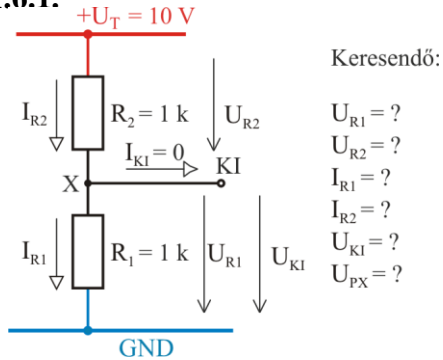 +U_T = 10 V
Keresendő:
I_R2
R_2 = 1 k
U_R2
I_KI = 0
KI
X
I_R1
R_1 = 1 k
U_R1
U_KI
GND
U_R1 = ?
U_R2 = ?
I_R1 = ?
I_R2 = ?
U_KI = ?
U_PX = ?